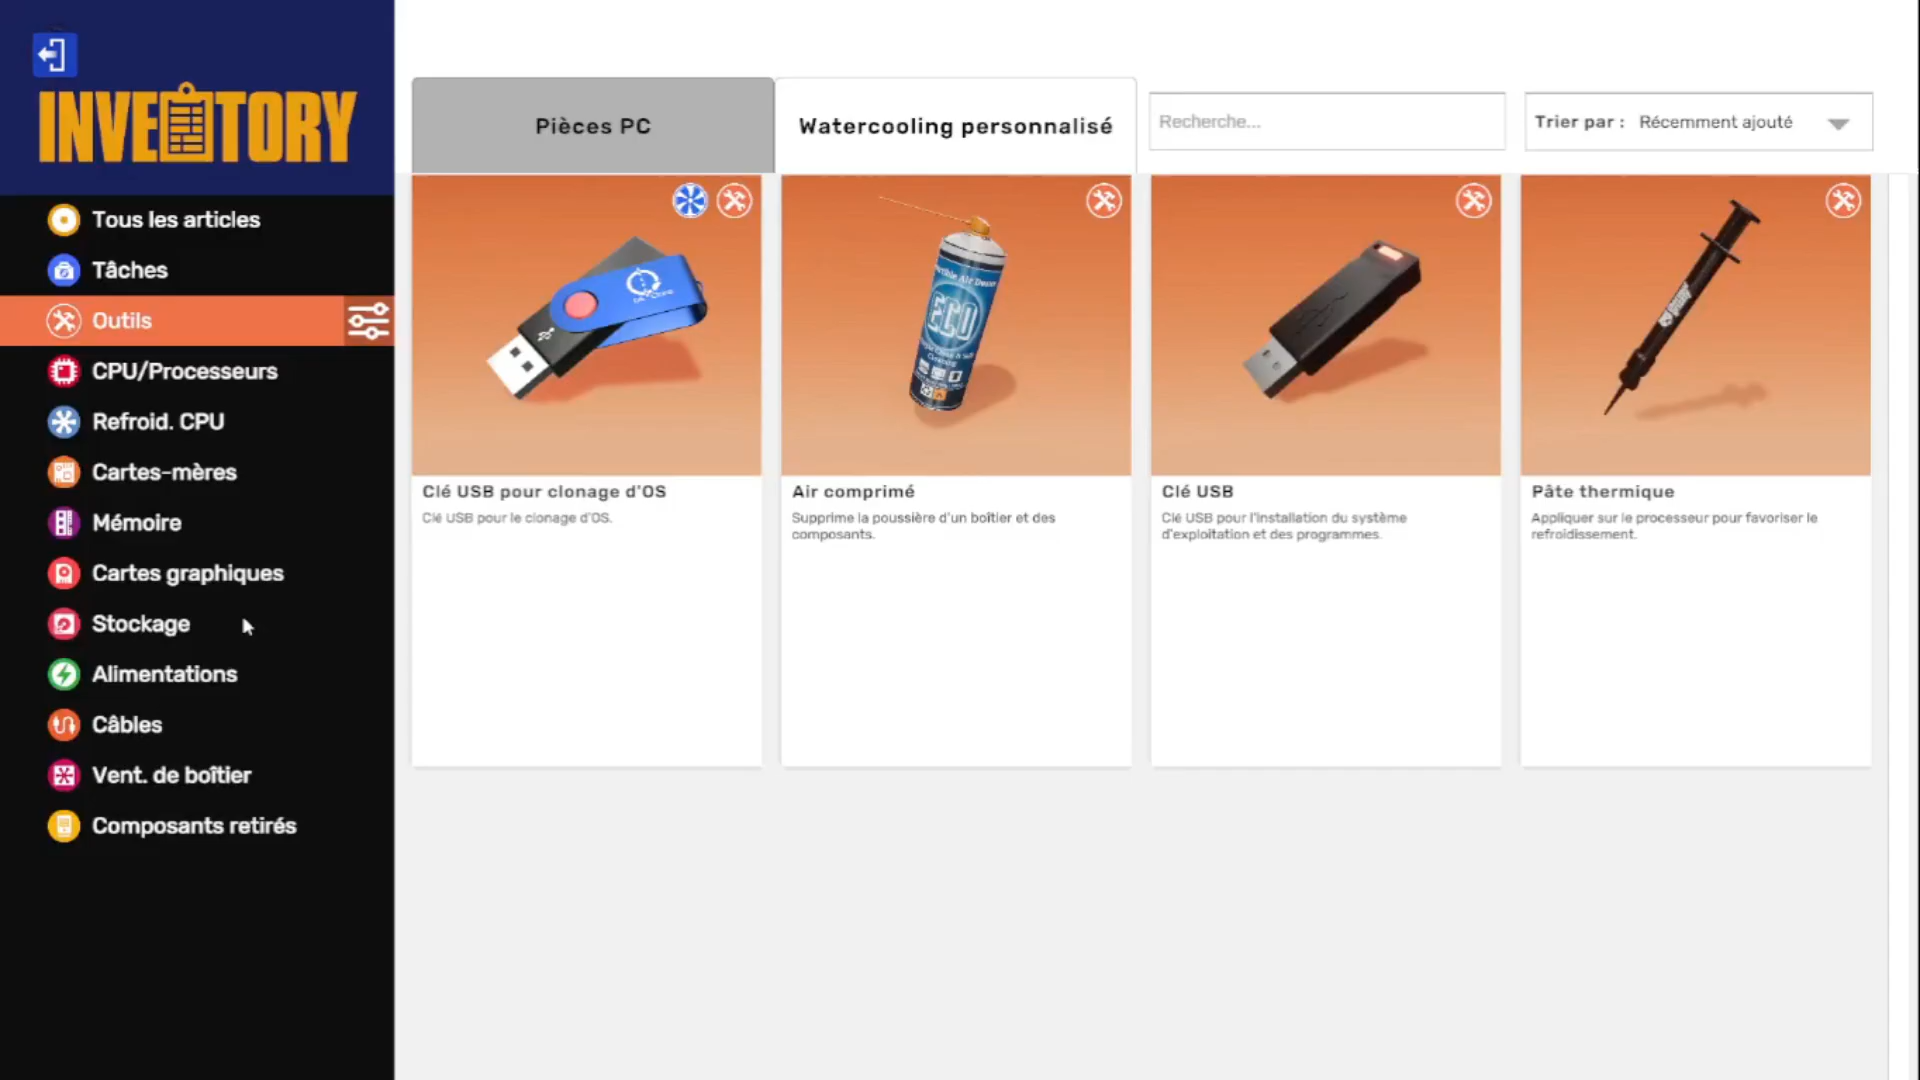 INVENTORY
Tous les articles
Tâches
Outils
CPU/Processeurs
Refroid. CPU
Cartes-mères
Mémoire
Cartes graphiques
Stockage
Alimentations
Câbles
Vent. de boîtier
Composants retirés
Pièces PC
Watercooling personnalisé
Recherche...
Trier par : Récemment ajouté
Clé USB pour clonage d'OS
Clé USB pour le clonage d'OS.
ECO
Air comprimé
Supprime la poussière d'un boîtier et des
composants.
Clé USB
Clé USB pour l'installation du système
d'exploitation et des programmes.
Pâte thermique
Appliquer sur le processeur pour favoriser le
refroidissement.